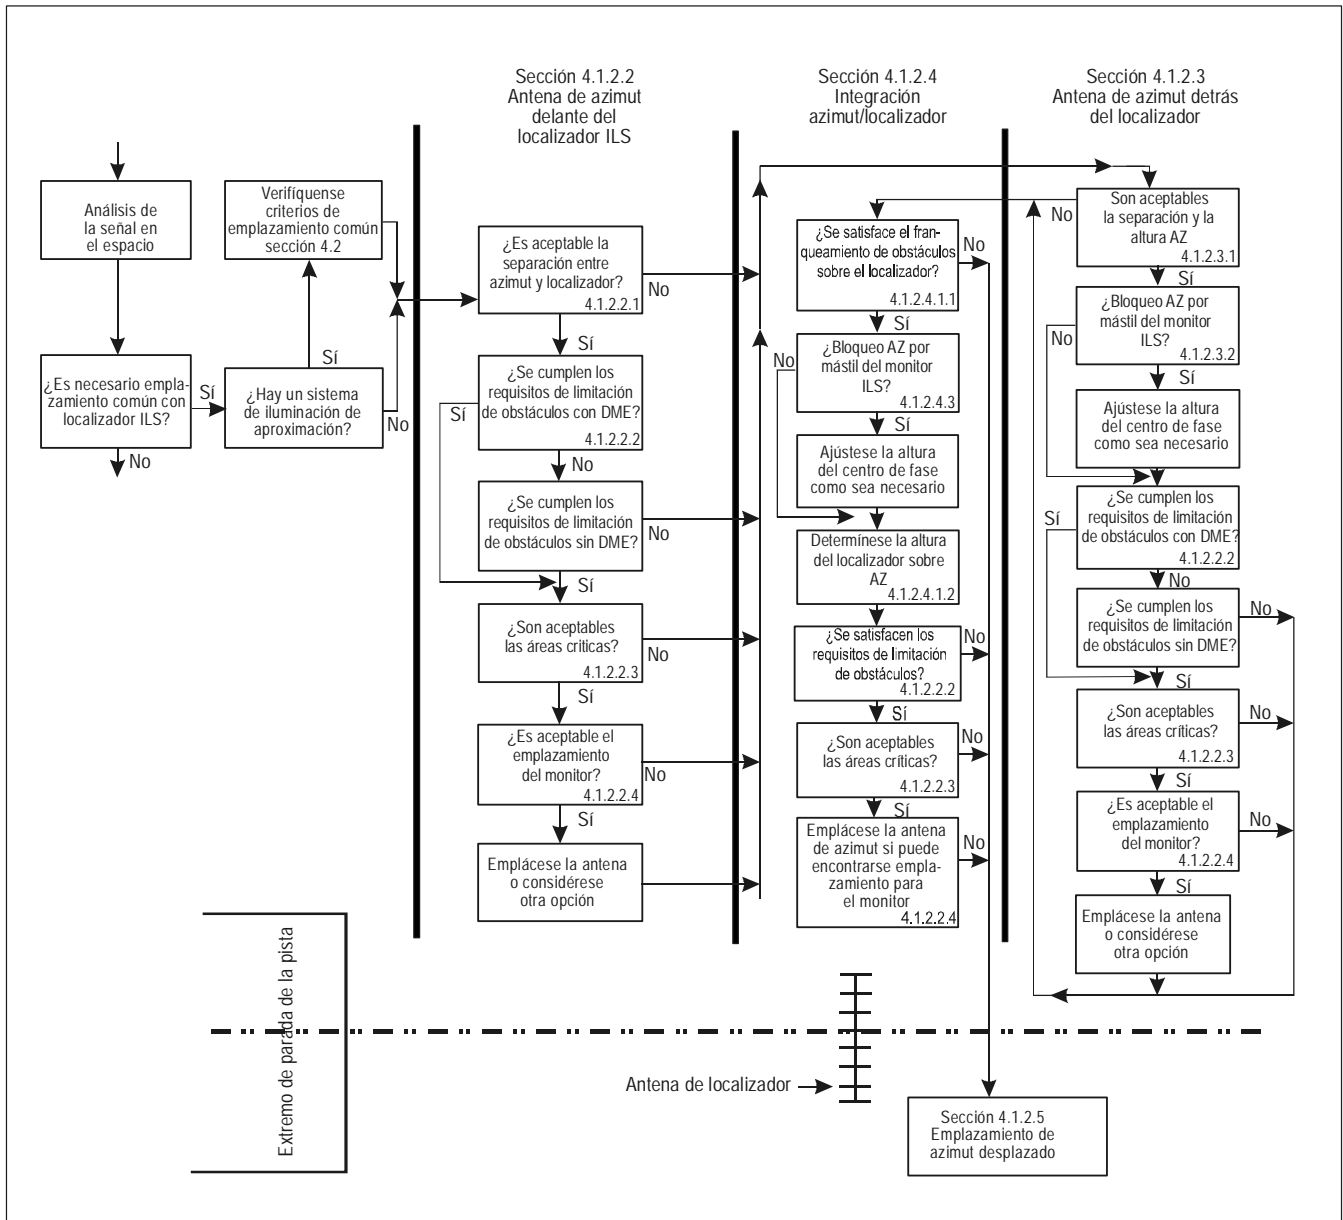 Sección 4.1.2.2
Antena de azimut
delante del
localizador ILS
Sección 4.1.2.4
Integración
azimut/localizador
Sección 4.1.2.3
Antena de azimut detrás
del localizador
Análisis de
la señal en
el espacio
¿Es necesario empla-
zamiento común con
localizador ILS?
Sí
No
Verifíquense
criterios de
emplazamiento común
sección 4.2
Sí
¿Hay un sistema
de iluminación de
aproximación?
No
¿Es aceptable la
separación entre
azimut y localizador?
4.1.2.2.1
No
Sí
¿Se cumplen los
requisitos de limitación
de obstáculos con DME?
4.1.2.2.2
Sí
No
¿Se cumplen los
requisitos de limitación
de obstáculos sin DME?
No
Sí
¿Son aceptables
las áreas criticas?
4.1.2.2.3
No
Sí
¿Es aceptable el
emplazamiento
del monitor?
4.1.2.2.4
No
Sí
Emplácese la antena
o considérese
otra opción
¿Se satisface el fran-
queamiento de obstáculos
sobre el localizador?
4.1.2.4.1.1
No
Sí
¿Bloqueo AZ por
mástil del monitor
ILS?
4.1.2.4.3
No
Sí
Ajústese la altura
del centro de fase
como sea necesario
Determínese la altura
del localizador sobre
AZ
4.1.2.4.1.2
¿Se satisfacen los
requisitos de limitación
de obstáculos?
4.1.2.2.2
No
Sí
¿Son aceptables
las áreas críticas?
4.1.2.2.3
No
Sí
Emplácese la antena
de azimut si puede
encontrarse empla-
zamiento para
el monitor
4.1.2.2.4
No
Son aceptables
la separación y la
altura AZ
4.1.2.3.1
No
Sí
¿Bloqueo AZ por
mástil del monitor
ILS?
4.1.2.3.2
No
Sí
Ajústese la altura
del centro de fase
como sea necesario
¿Se cumplen los
requisitos de limitación
de obstáculos con DME?
4.1.2.2.2
Sí
No
¿Se cumplen los
requisitos de limitación
de obstáculos sin DME?
No
Sí
¿Son aceptables
las áreas críticas?
4.1.2.2.3
No
Sí
¿Es aceptable el
emplazamiento
del monitor?
4.1.2.2.4
No
Sí
Emplácese la antena
o considérese
otra opción
Extremo de parada de la pista
Antena de localizador
Sección 4.1.2.5
Emplazamiento de
azimut desplazado